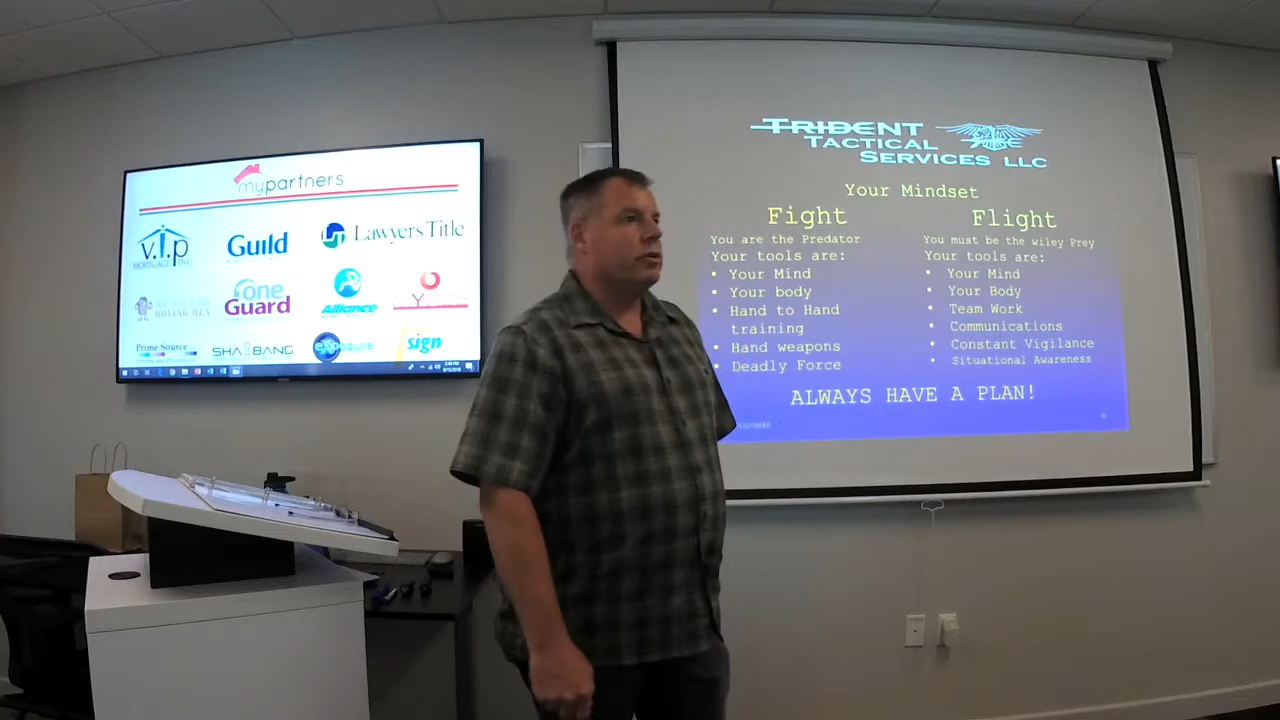 mypartners
v.i.p
MORTGAGE INC
Guild
Lawyers Title
one
Guard
Alliance
Prime Source
SHABANG
sign
TRIDENT
TACTICAL
SERVICES LLC
Your Mindset
Fight
You are the Predator
Your tools are:
• Your Mind
• Your body
• Hand to Hand
training
• Hand weapons
• Deadly Force
Flight
You must be the wiley Prey
Your tools are:
• Your Mind
• Your Body
• Team Work
• Communications
• Constant Vigilance
• Situational Awareness
ALWAYS HAVE A PLAN!